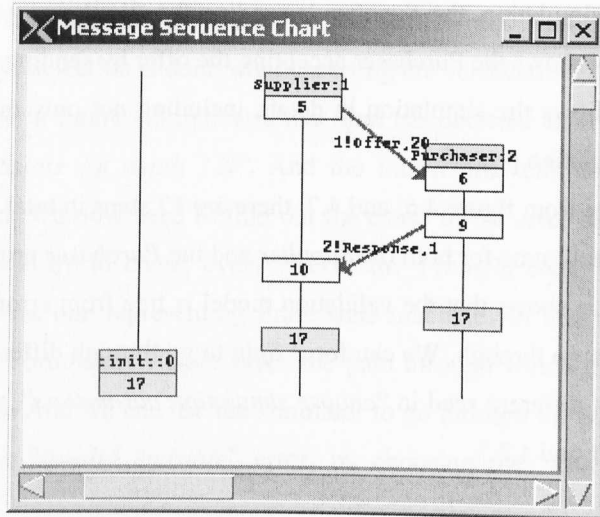 Message Sequence Chart
supplier:1
5
1!offer,20
Purchaser:2
6
9
2!Response,1
10
17
17
:init::0
17